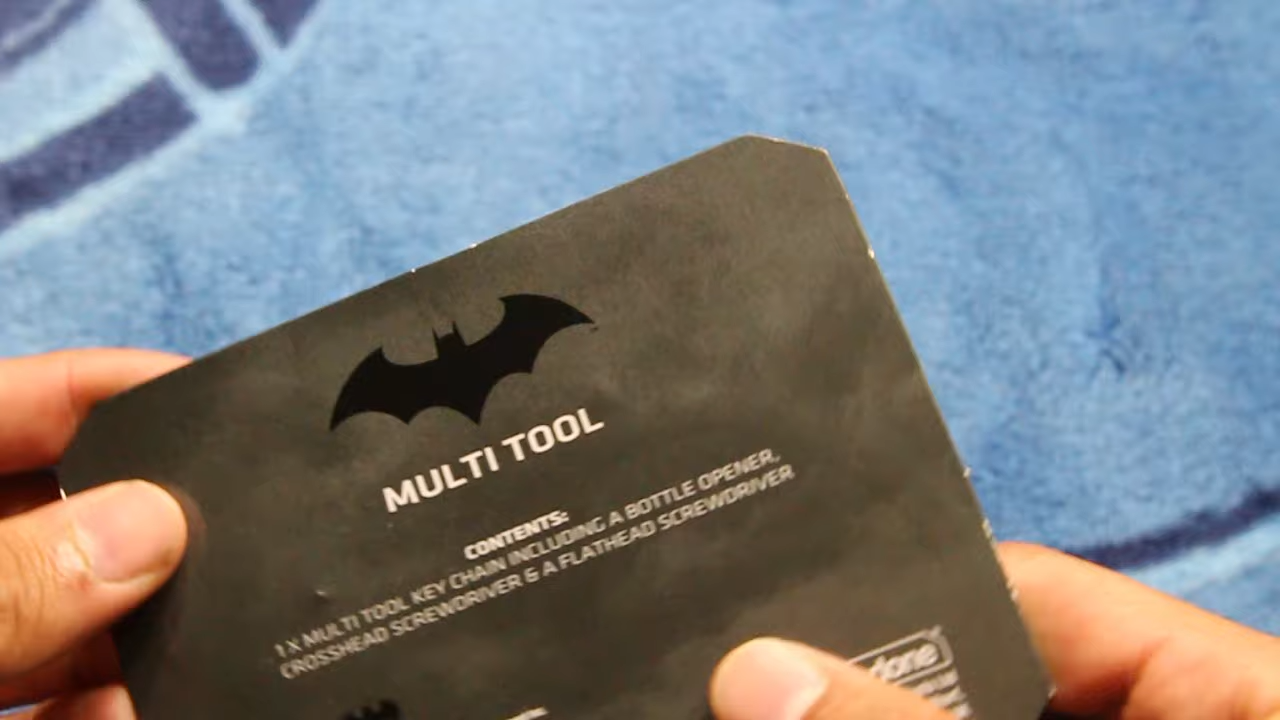 MULTI TOOL
CONTENTS:
1 X MULTI TOOL KEY CHAIN INCLUDING A BOTTLE OPENER,
CROSSHEAD SCREWDRIVER & A FLATHEAD SCREWDRIVER